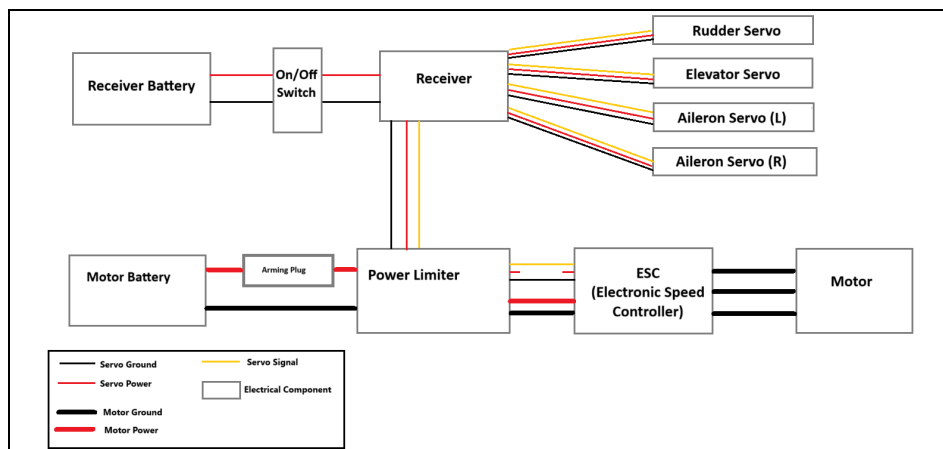 Rudder Servo
On/Off
Switch
Receiver Battery
Receiver
Elevator Servo
Aileron Servo (L)
Aileron Servo (R)
Motor Battery
Arming Plug
Power Limiter
ESC
(Electronic Speed
Controller)
Motor
Servo Ground
Servo Signal
Servo Power
Electrical Component
Motor Ground
Motor Power